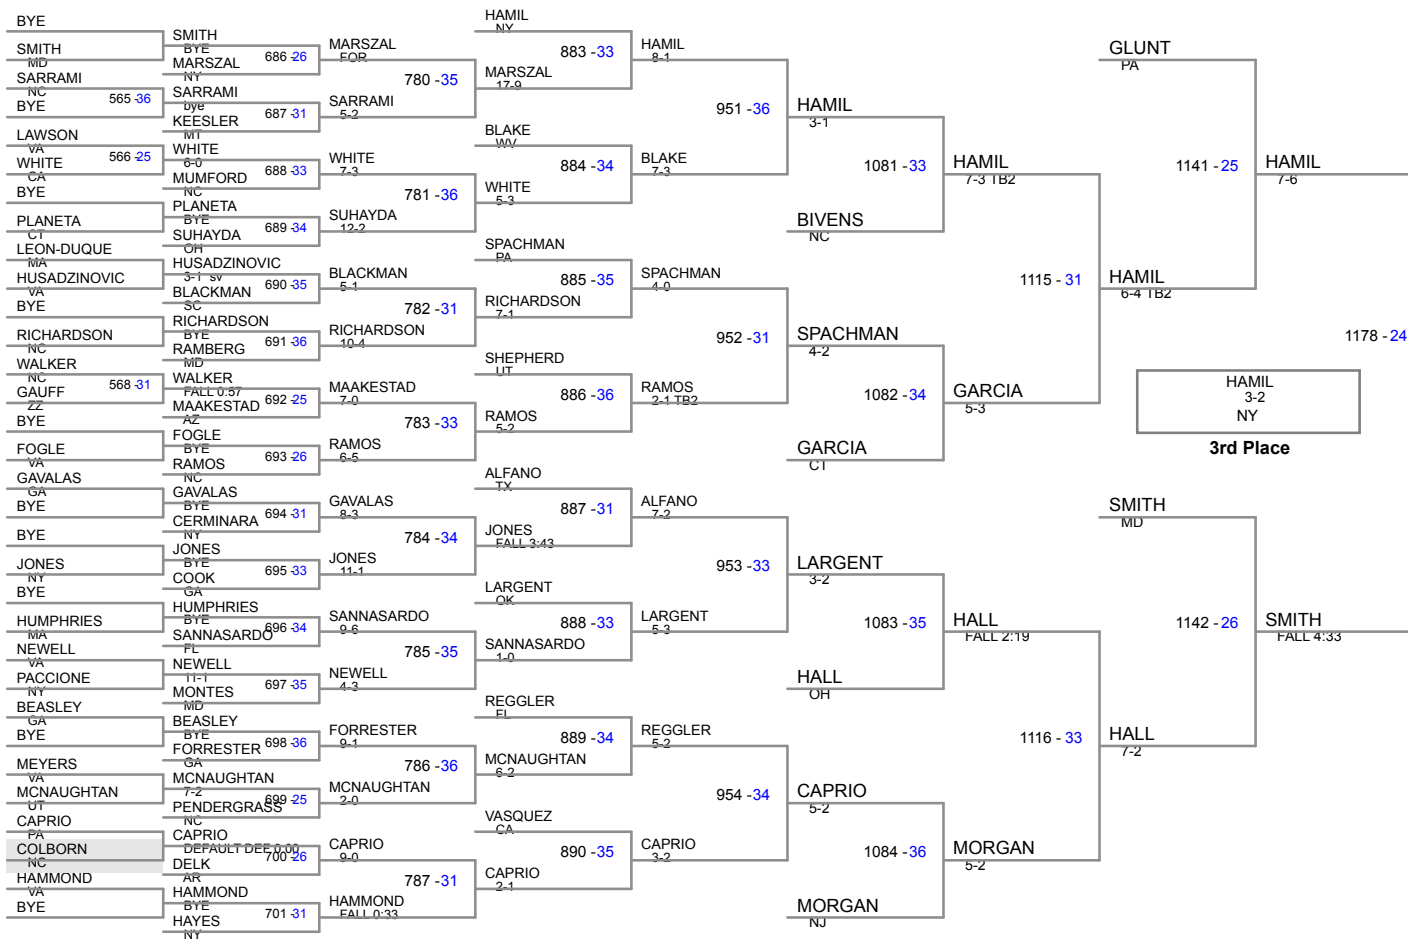 BYE
SMITH
MD
SARRAMI
NC
BYE
565 -36
LAWSON
VA
WHITE
CA
566 -25
BYE
PLANETA
CT
LEON-DUQUE
MA
HUSADZINOVIC
VA
BYE
RICHARDSON
NC
WALKER
NC
GAUFF
ZZ
568 -31
BYE
FOGLE
VA
GAVALAS
GA
BYE
BYE
JONES
NY
BYE
HUMPHRIES
MA
NEWELL
VA
PACCIONE
NY
BEASLEY
GA
BYE
MEYERS
VA
MCNAUGHTAN
UT
CAPRIO
PA
COLBORN
NC
HAMMOND
VA
BYE
SMITH
BYE
MARSZAL
NY
686 -26
SARRAMI
bye
KEESLER
MT
687 -31
WHITE
6-0
MUMFORD
NC
688 -33
PLANETA
BYE
SUHAYDA
OH
689 -34
HUSADZINOVIC
3-1 sv
BLACKMAN
SC
690 -35
RICHARDSON
BYE
RAMBERG
MD
691 -36
WALKER
FALL 0:57
MAAKESTAD
AZ
692 -25
FOGLE
BYE
RAMOS
NC
693 -26
GAVALAS
BYE
CERMINARA
NY
694 -31
JONES
BYE
COOK
GA
695 -33
HUMPHRIES
BYE
SANNASARDO
FL
696 -34
NEWELL
11-1
MONTES
MD
697 -35
BEASLEY
BYE
FORRESTER
GA
698 -36
MCNAUGHTAN
7-2
PENDERGRASS
NC
699 -25
CAPRIO
DEFAULT DEF 0:00
DELK
AR
700 -26
HAMMOND
BYE
HAYES
NY
701 -31
MARSZAL
FOR
SARRAMI
5-2
780 -35
WHITE
7-3
SUHAYDA
12-2
781 -36
BLACKMAN
5-1
RICHARDSON
10-4
782 -31
MAAKESTAD
7-0
RAMOS
6-5
783 -33
GAVALAS
8-3
JONES
11-1
784 -34
SANNASARDO
9-6
NEWELL
4-3
785 -35
FORRESTER
9-1
MCNAUGHTAN
2-0
786 -36
CAPRIO
9-0
HAMMOND
FALL 0:33
787 -31
HAMIL
NY
MARSZAL
17-9
883 -33
BLAKE
WV
WHITE
5-3
884 -34
SPACHMAN
PA
RICHARDSON
7-1
885 -35
SHEPHERD
UT
RAMOS
5-2
886 -36
ALFANO
TX
JONES
FALL 3:43
887 -31
LARGENT
OK
SANNASARDO
1-0
888 -33
REGGLER
FL
MCNAUGHTAN
6-2
889 -34
VASQUEZ
CA
CAPRIO
2-1
890 -35
HAMIL
8-1
BLAKE
7-3
951 -36
SPACHMAN
4-0
RAMOS
2-1 TB2
952 -31
ALFANO
7-2
LARGENT
5-3
953 -33
REGGLER
5-2
CAPRIO
3-2
954 -34
HAMIL
3-1
BIVENS
NC
1081 -33
SPACHMAN
4-2
GARCIA
CT
1082 -34
LARGENT
3-2
HALL
OH
1083 -35
CAPRIO
5-2
MORGAN
NJ
1084 -36
HAMIL
7-3 TB2
GARCIA
5-3
1115 -31
HALL
FALL 2:19
MORGAN
5-2
1116 -33
GLUNT
PA
HAMIL
6-4 TB2
1141 -25
SMITH
MD
HALL
7-2
1142 -26
HAMIL
7-6
SMITH
FALL 4:33
1178 -24
HAMIL
3-2
NY
3rd Place